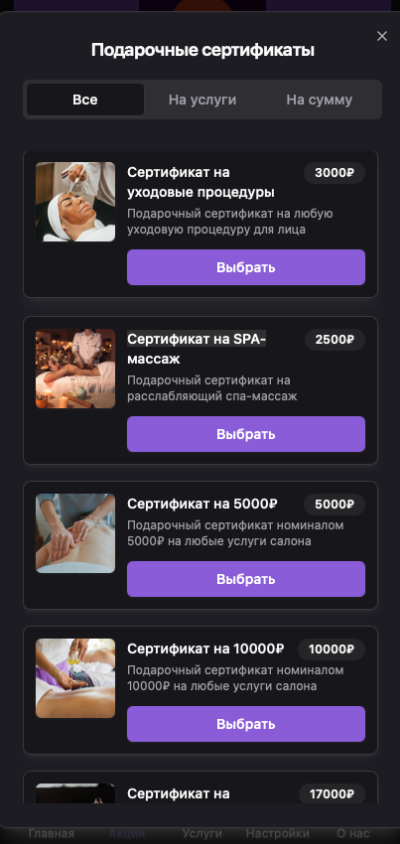 Подарочные сертификаты
Все
На услуги
На сумму
Сертификат на
уходовые процедуры
3000₽
Подарочный сертификат на любую
уходовую процедуру для лица
Выбрать
Сертификат на SPA-
массаж
2500₽
Подарочный сертификат на
расслабляющий спа-массаж
Выбрать
Сертификат на 5000₽
5000₽
Подарочный сертификат номиналом
5000₽ на любые услуги салона
Выбрать
Сертификат на 10000₽
10000₽
Подарочный сертификат номиналом
10000₽ на любые услуги салона
Выбрать
Сертификат на
17000₽
Главная
Акции
Услуги
Настройки
О нас